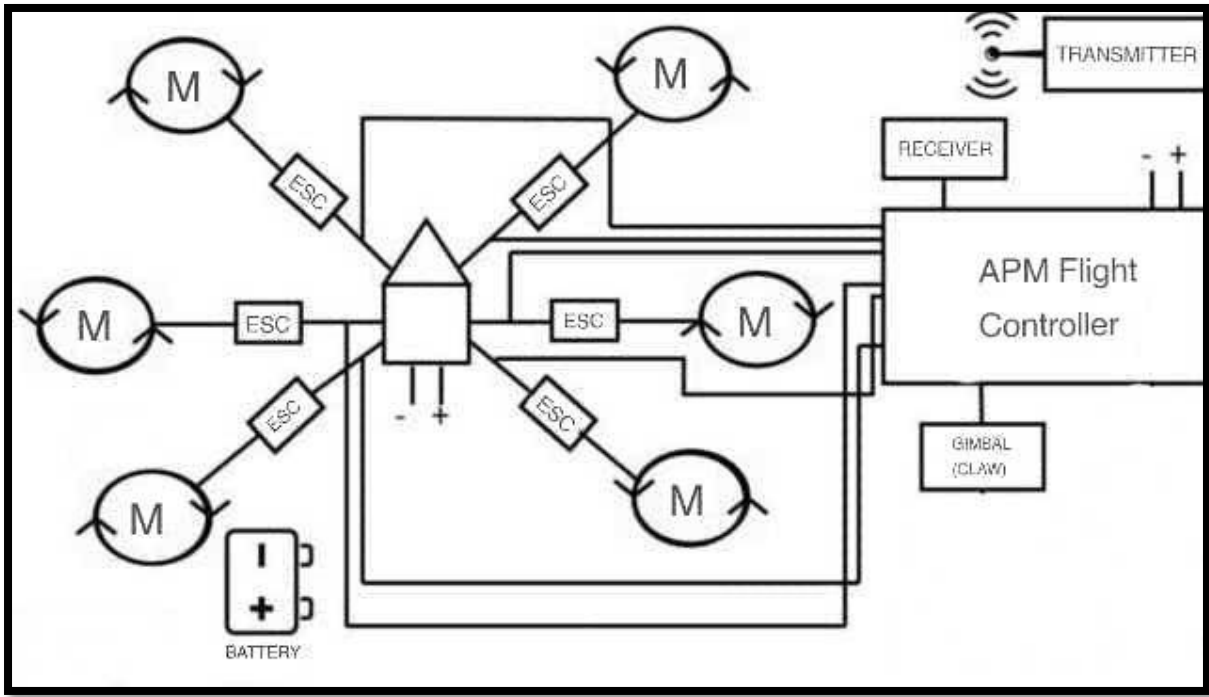 M
M
TRANSMITTER
RECEIVER
- +
ESC
ESC
APM Flight
Controller
M
ESC
ESC
M
- +
ESC
ESC
GIMBAL
(CLAW)
M
M
-
+
BATTERY